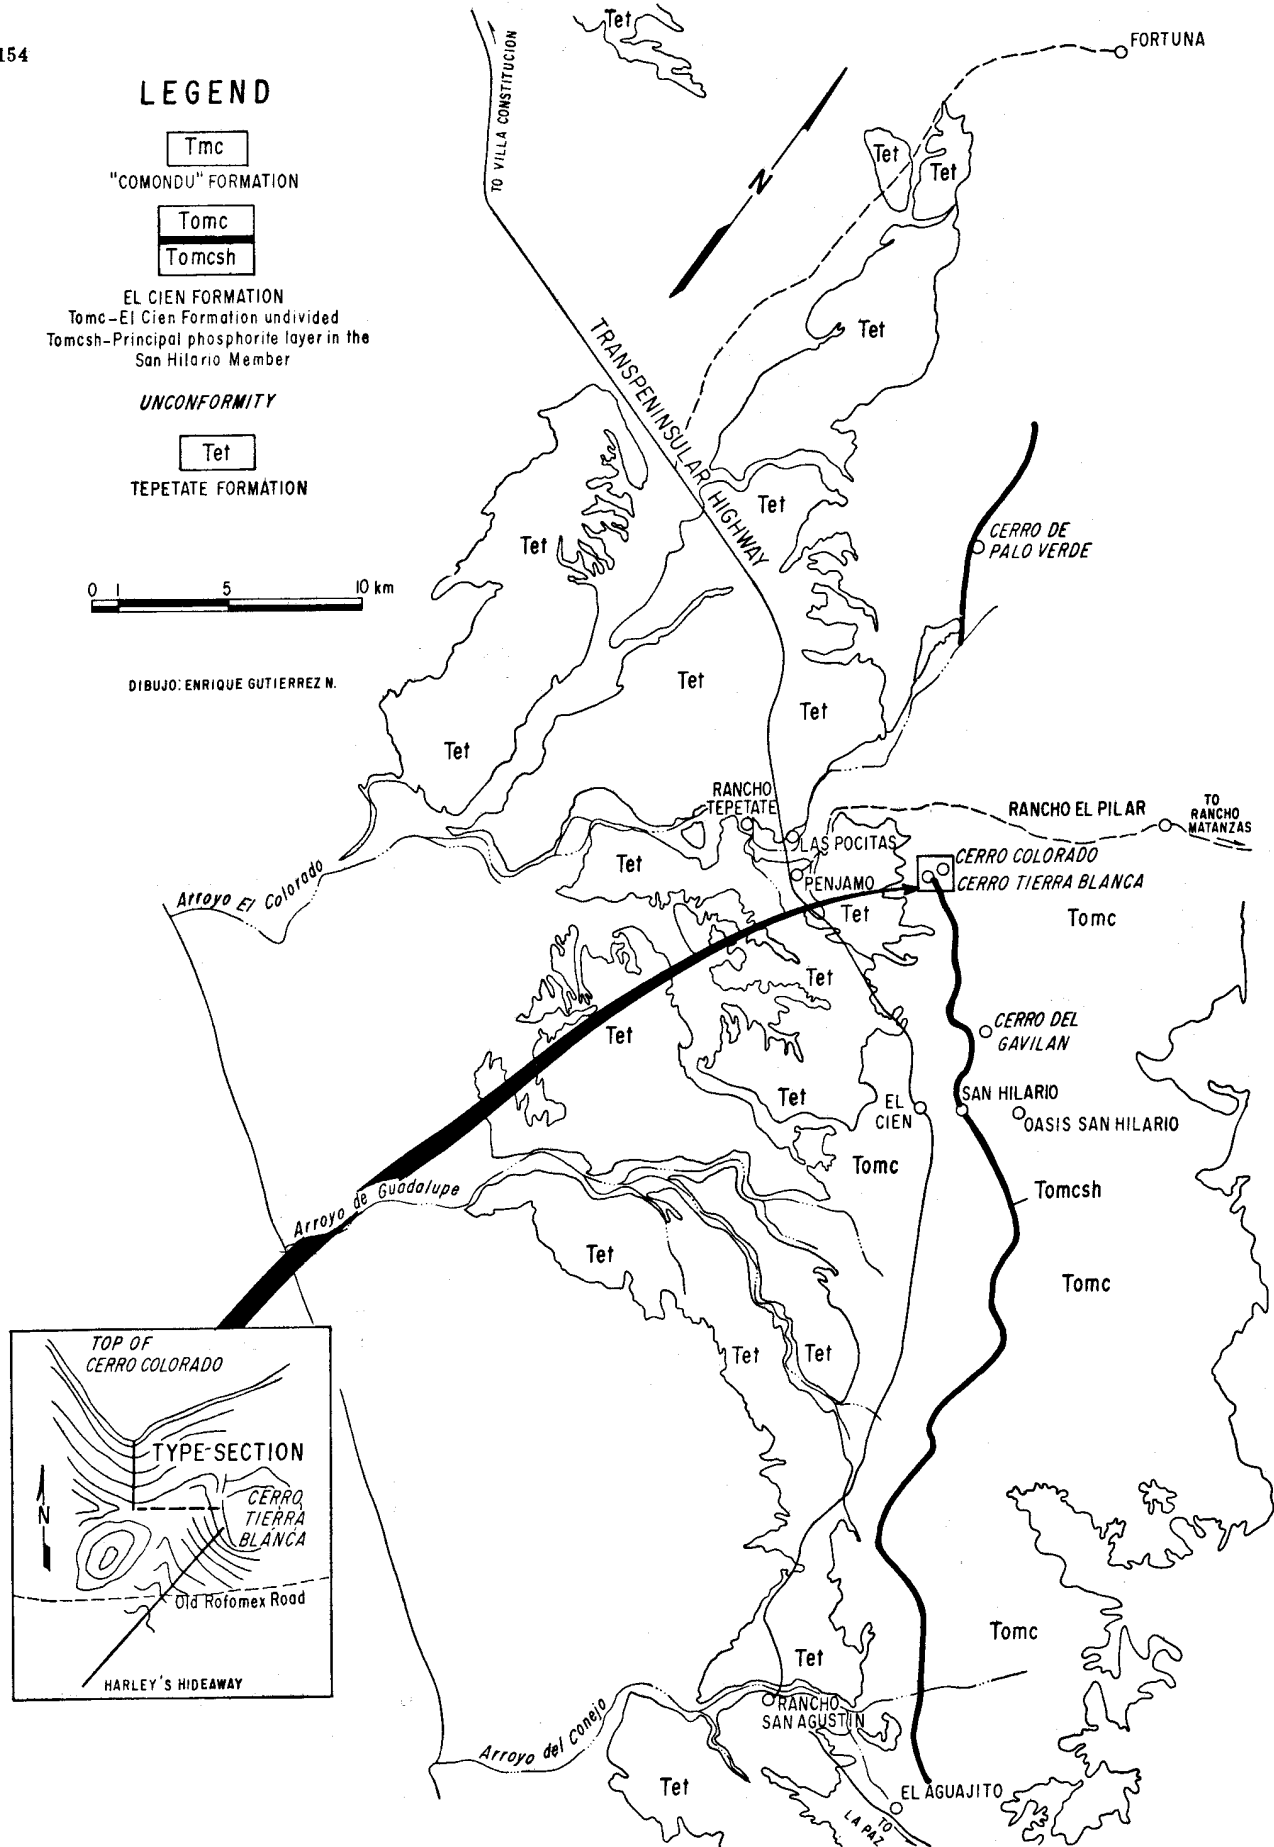 154
LEGEND
Tmc
"COMONDU" FORMATION
Tomc
Tomcsh
EL CIEN FORMATION
Tomc-El Cien Formation undivided
Tomcsh-Principal phosphorite layer in the
San Hilario Member
UNCONFORMITY
Tet
TEPETATE FORMATION
0 1 5 10 km
DIBUJO: ENRIQUE GUTIERREZ N.
Tet
TO VILLA CONSTITUCION
FORTUNA
N
Tet
Tet
Tet
TRANSPENINSULAR HIGHWAY
Tet
Tet
CERRO DE
PALO VERDE
Tet
Tet
Tet
RANCHO
TEPETATE
LAS POCITAS
RANCHO EL PILAR
TO
RANCHO
MATANZAS
Tet
PENJAMO
CERRO COLORADO
CERRO TIERRA BLANCA
Arroyo El Colorado
Tet
Tomc
Tet
Tet
CERRO DEL
GAVILAN
Tet
EL
CIEN
SAN HILARIO
OASIS SAN HILARIO
Tomc
Tomcsh
Arroyo de Guadalupe
Tet
Tomc
Tet
Tet
TOP OF
CERRO COLORADO
TYPE-SECTION
CERRO
TIERRA
BLANCA
N
Old Rofomex Road
HARLEY'S HIDEAWAY
Tomc
Tet
RANCHO
SAN AGUSTIN
Arroyo del Conejo
Tet
EL AGUAJITO
TO
LA PAZ